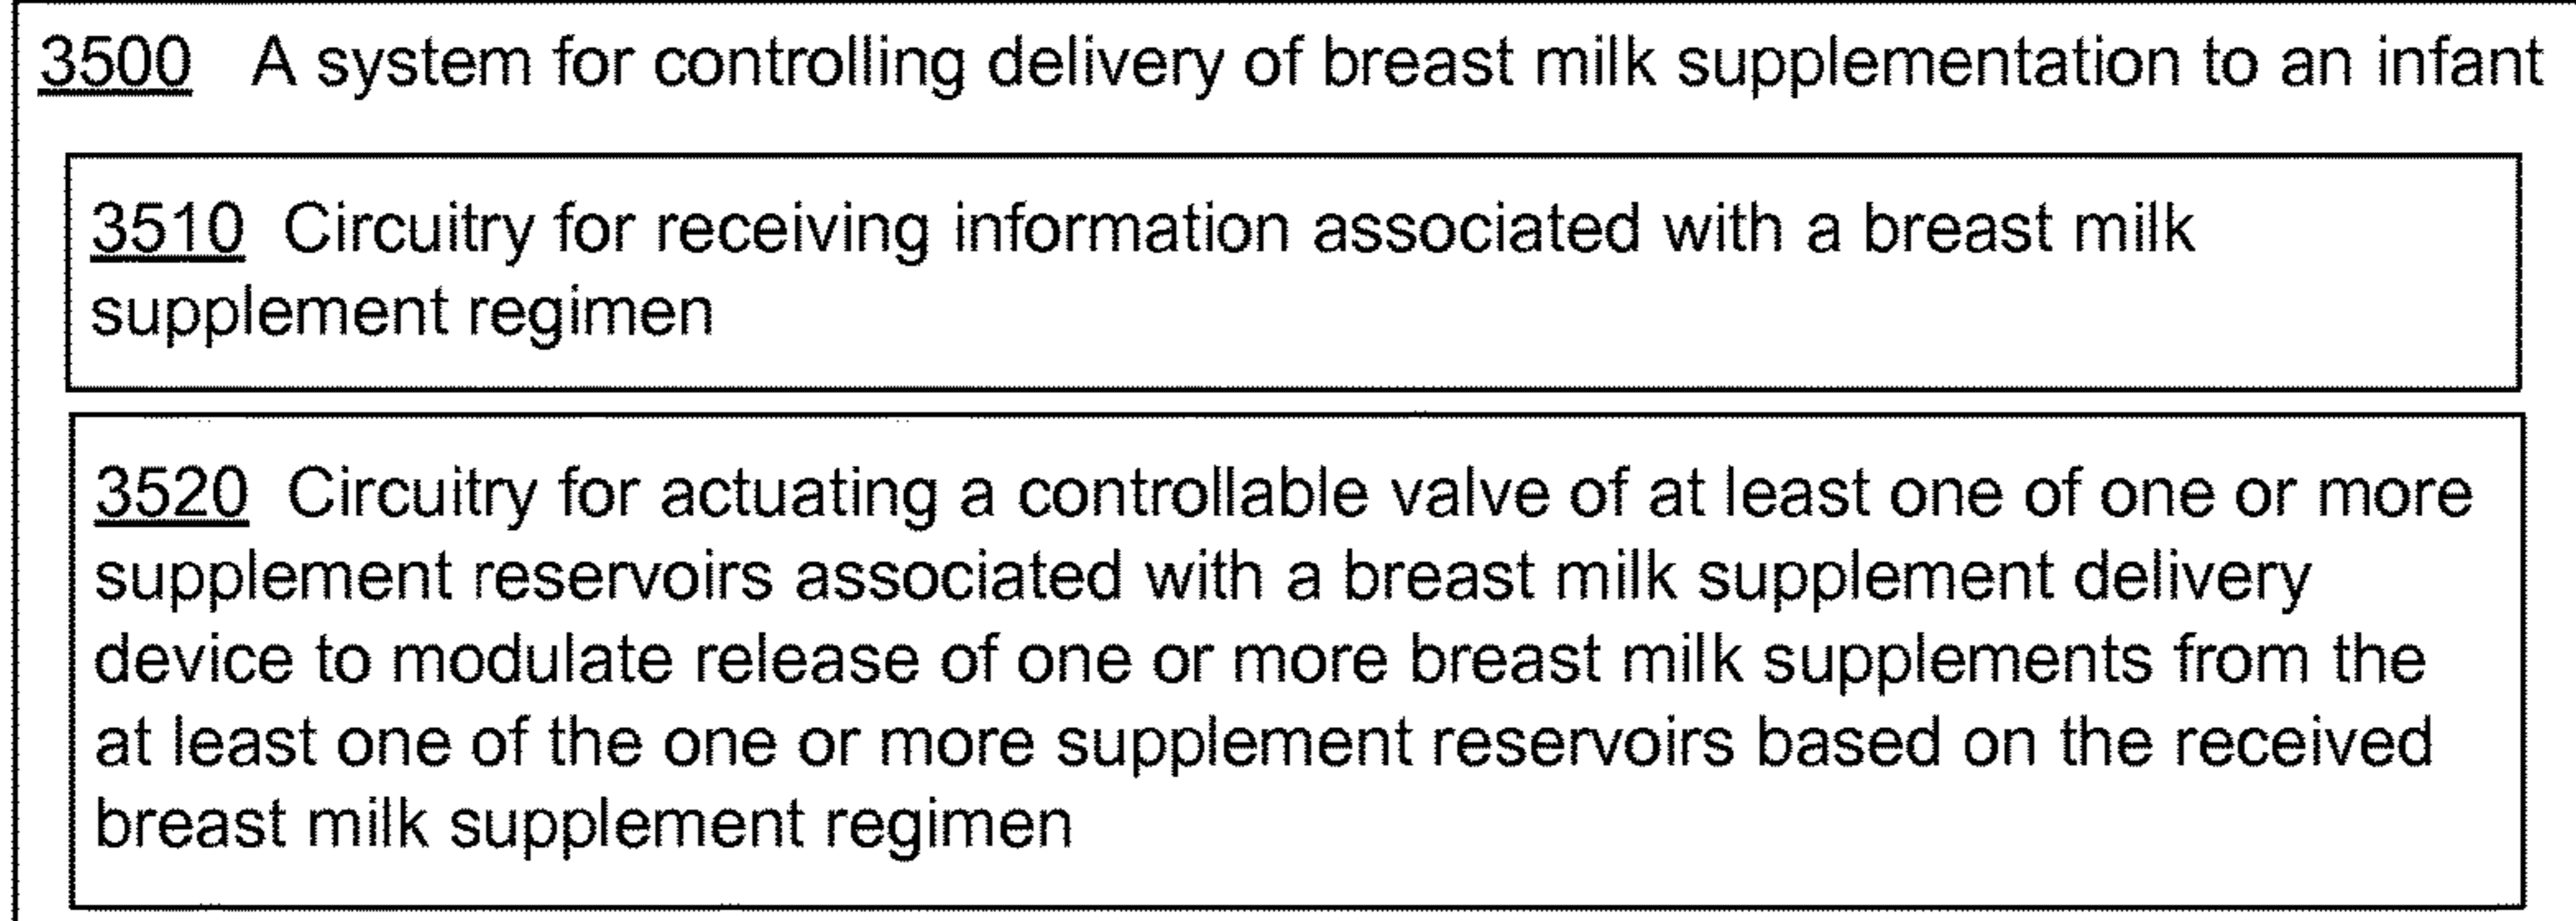 3500 A system for controlling delivery of breast milk supplementation to an infant
3510 Circuitry for receiving information associated with a breast milk
supplement regimen
3520 Circuitry for actuating a controllable valve of at least one of one or more
supplement reservoirs associated with a breast milk supplement delivery
device to modulate release of one or more breast milk supplements from the
at least one of the one or more supplement reservoirs based on the received
breast milk supplement regimen